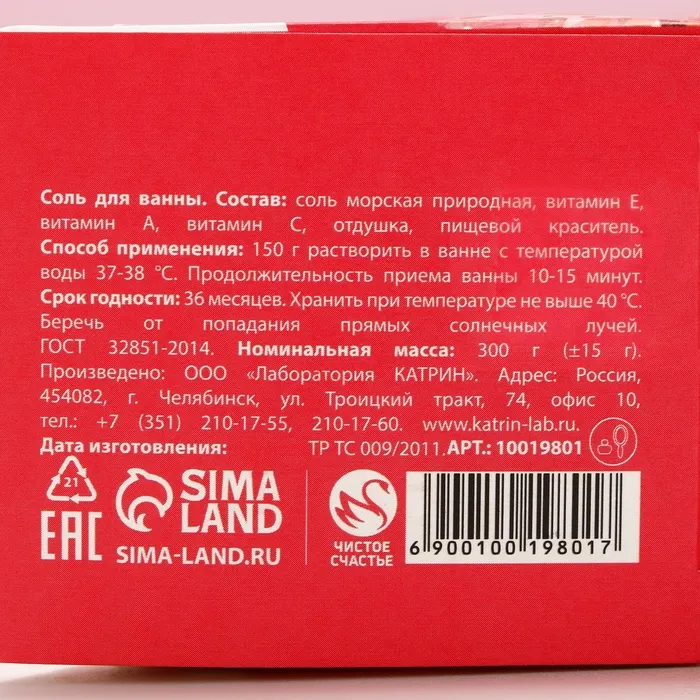 Соль для ванны. Состав: соль морская природная, витамин Е,
витамин А, витамин С, отдушка, пищевой краситель.
Способ применения: 150 г растворить в ванне с температурой
воды 37-38 °С. Продолжительность приема ванны 10-15 минут.
Срок годности: 36 месяцев. Хранить при температуре не выше 40 °С.
Беречь от попадания прямых солнечных лучей.
ГОСТ 32851-2014. Номинальная масса: 300 г (±15 г).
Произведено: ООО «Лаборатория КАТРИН». Адрес: Россия,
454082, г. Челябинск, ул. Троицкий тракт, 74, офис 10,
тел.: +7 (351) 210-17-55, 210-17-60. www.katrin-lab.ru.
Дата изготовления: ТР ТС 009/2011. АРТ.: 10019801
21
EAC
SIMA
LAND
SIMA-LAND.RU
ЧИСТОЕ
СЧАСТЬЕ
6 900100 198017